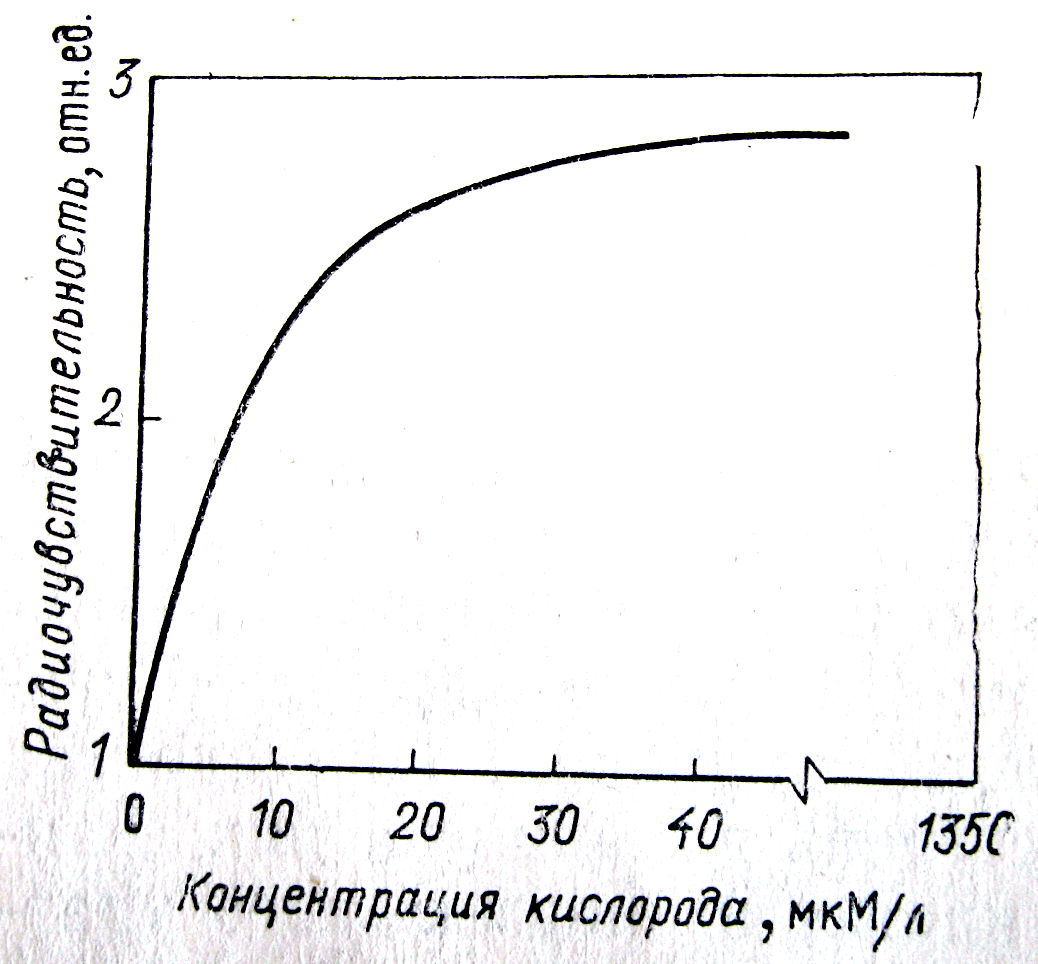 Радиочувствительность, отн.ед.
3
2
1
0 10 20 30 40 1350
Концентрация кислорода, мкМ/л